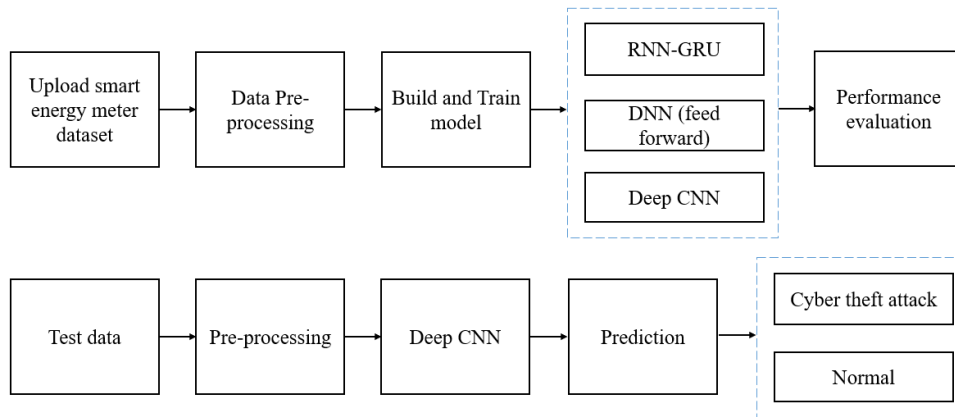 Upload smart
energy meter
dataset
Data Pre-
processing
Build and Train
model
RNN-GRU
DNN (feed
forward)
Deep CNN
Performance
evaluation
Test data
Pre-processing
Deep CNN
Prediction
Cyber theft attack
Normal